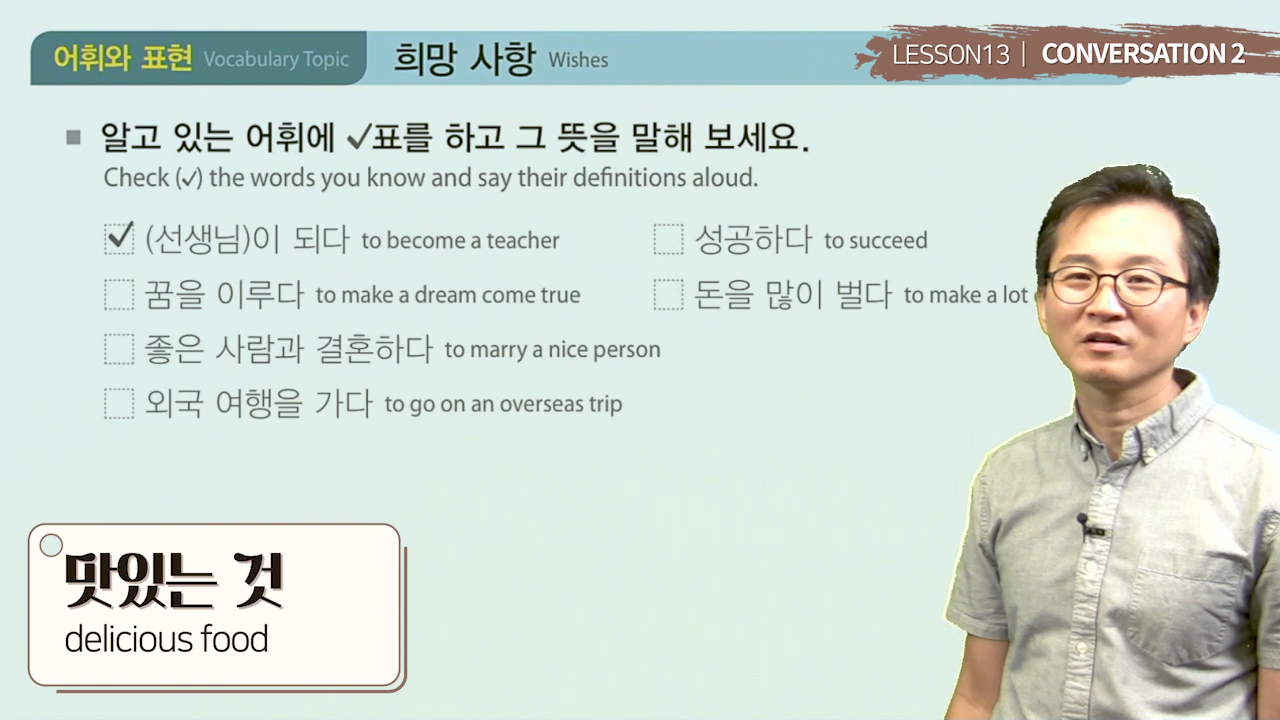 어휘와 표현 Vocabulary Topic 희망 사항 Wishes
LESSON13 | CONVERSATION 2
알고 있는 어휘에 ✓표를 하고 그 뜻을 말해 보세요.
Check (✓) the words you know and say their definitions aloud.
(선생님)이 되다 to become a teacher
성공하다 to succeed
꿈을 이루다 to make a dream come true
돈을 많이 벌다 to make a lot
좋은 사람과 결혼하다 to marry a nice person
외국 여행을 가다 to go on an overseas trip
맛있는 것
delicious food